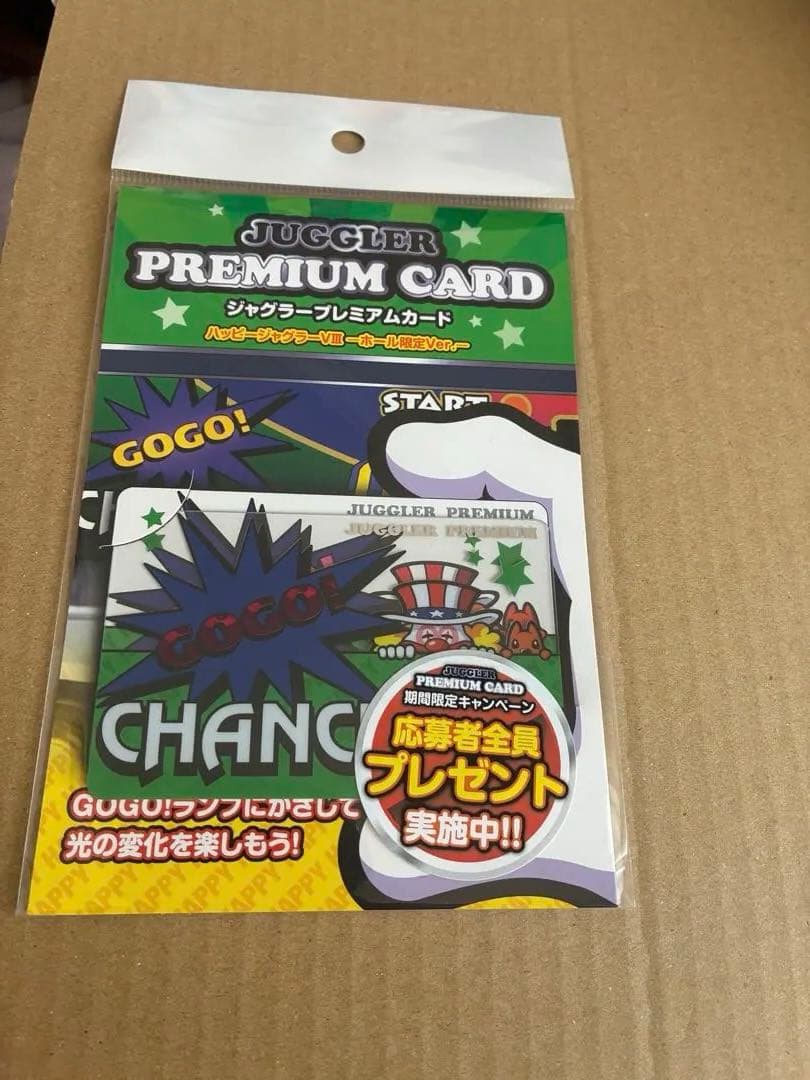 JUGGLER
PREMIUM CARD
ジャグラープレミアムカード
ハッピージャグラーVⅢ ーホール限定Ver.ー
START
GOGO!
JUGGLER PREMIUM
JUGGLER PREMIUM
GOGO!
CHANC
JUGGLER
PREMIUM CARD
期間限定キャンペーン
応募者全員
プレゼント
実施中!!
GOGO!ランプにかざして
光の変化を楽しもう!